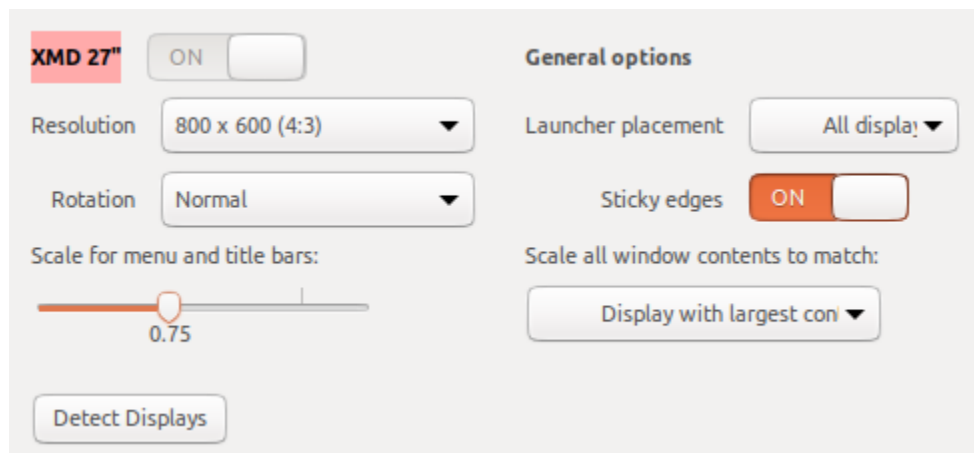 XMD 27" ON
General options
Resolution 800 x 600 (4:3)
Launcher placement All display
Rotation Normal
Sticky edges ON
Scale for menu and title bars:
0.75
Scale all window contents to match:
Display with largest con
Detect Displays